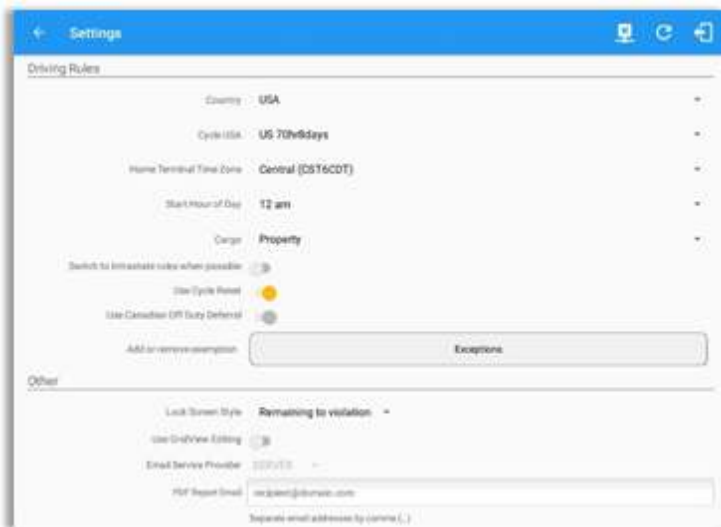 Settings
Driving Rules
Country USA
Cycle USA US 70hr8days
Home Terminal Time Zone Central (CST6CDT)
Start Hour of Day 12 am
Cargo Property
Switch to Intrastate rules when possible
Use Cycle Reset
Use Canadian Off Duty Deferral
Add or remove exemption Exceptions
Other
Lock Screen Style Remaining to violation
Use GridView Editing
Email Service Provider SERVER
PDF Report Email recipient@domain.com
Separate email addresses by comma (,)